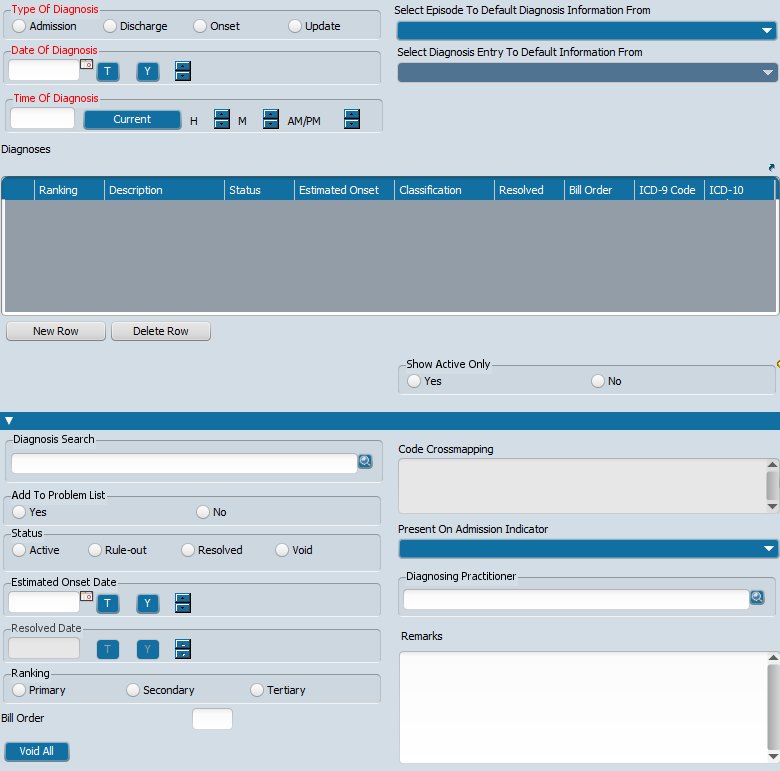 Type Of Diagnosis
Admission Discharge Onset Update
Select Episode To Default Diagnosis Information From
Date Of Diagnosis
T Y
Select Diagnosis Entry To Default Information From
Time Of Diagnosis
Current H M AM/PM
Diagnoses
Ranking Description Status Estimated Onset Classification Resolved Bill Order ICD-9 Code ICD-10
New Row Delete Row
Show Active Only
Yes No
Diagnosis Search
Code Crossmapping
Add To Problem List
Yes No
Status
Active Rule-out Resolved Void
Present On Admission Indicator
Estimated Onset Date
T Y
Diagnosing Practitioner
Resolved Date
T Y
Remarks
Ranking
Primary Secondary Tertiary
Bill Order
Void All